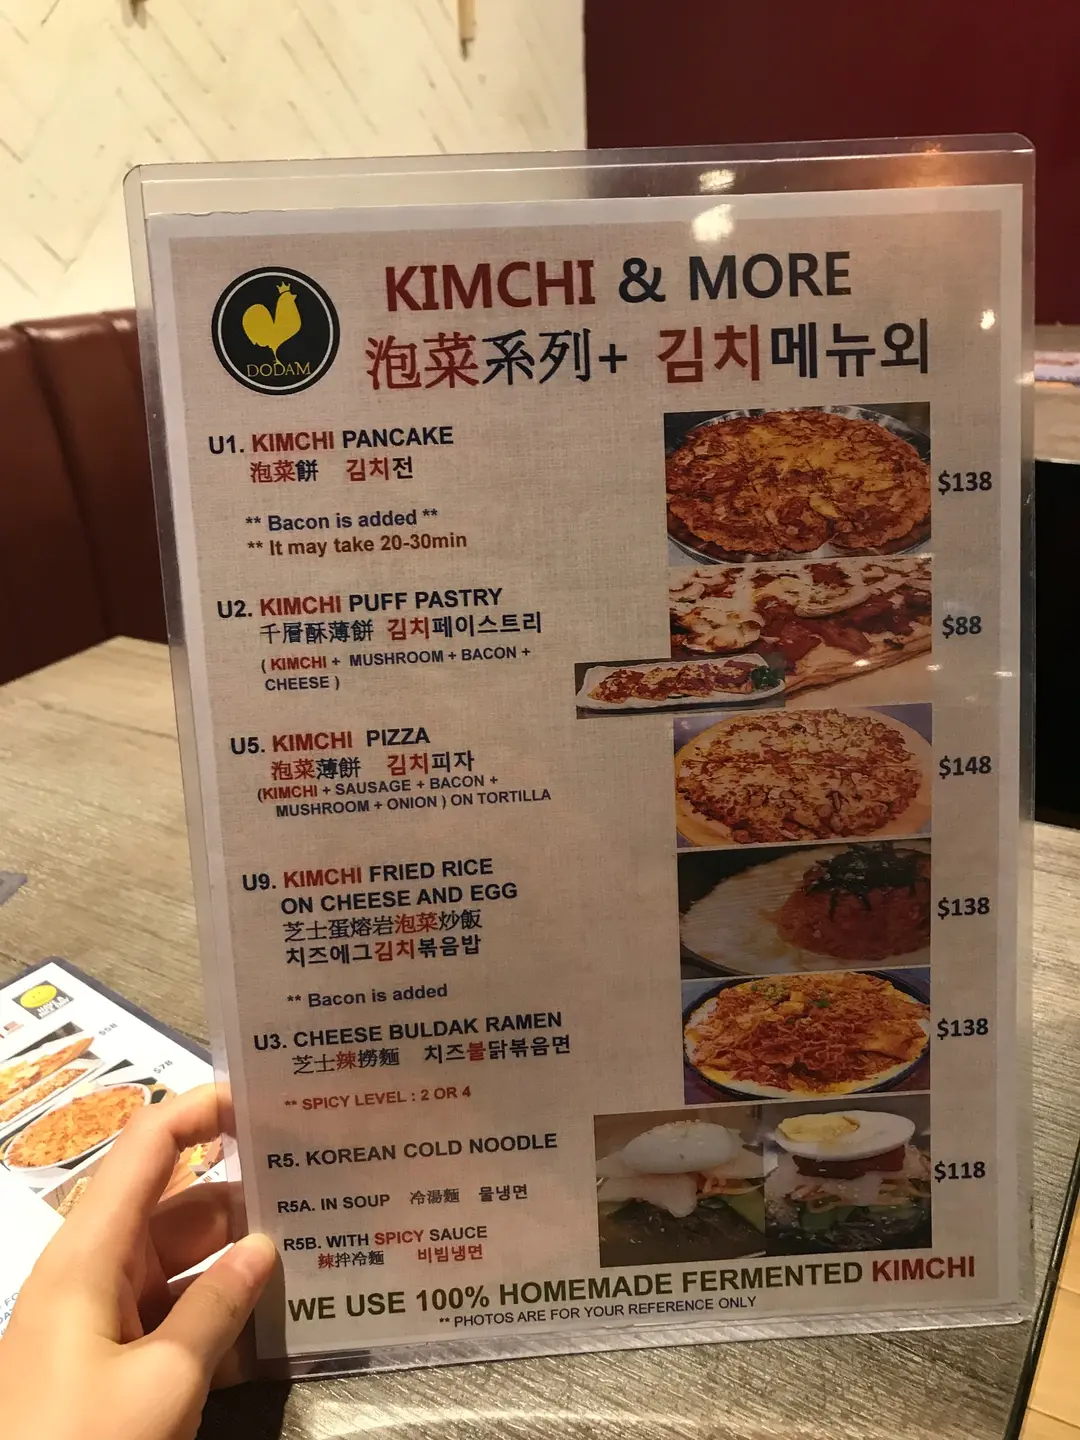 DODAM
KIMCHI & MORE
泡菜系列+ 김치메뉴외
U1. KIMCHI PANCAKE
泡菜餅 김치전
$138
** Bacon is added **
** It may take 20-30min
U2. KIMCHI PUFF PASTRY
千層酥薄餅 김치페이스트리
$88
( KIMCHI + MUSHROOM + BACON +
CHEESE )
U5. KIMCHI PIZZA
泡菜薄餅 김치피자
$148
(KIMCHI + SAUSAGE + BACON +
MUSHROOM + ONION ) ON TORTILLA
U9. KIMCHI FRIED RICE
ON CHEESE AND EGG
芝士蛋熔岩泡菜炒飯
치즈에그김치볶음밥
$138
** Bacon is added
U3. CHEESE BULDAK RAMEN
芝士辣撈麵 치즈불닭볶음면
$138
** SPICY LEVEL : 2 OR 4
R5. KOREAN COLD NOODLE
$118
R5A. IN SOUP 冷湯麵 물냉면
R5B. WITH SPICY SAUCE
辣拌冷麵 비빔냉면
WE USE 100% HOMEMADE FERMENTED KIMCHI
** PHOTOS ARE FOR YOUR REFERENCE ONLY